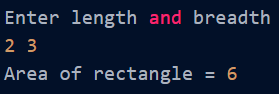 Enter length and breadth
2 3
Area of rectangle = 6